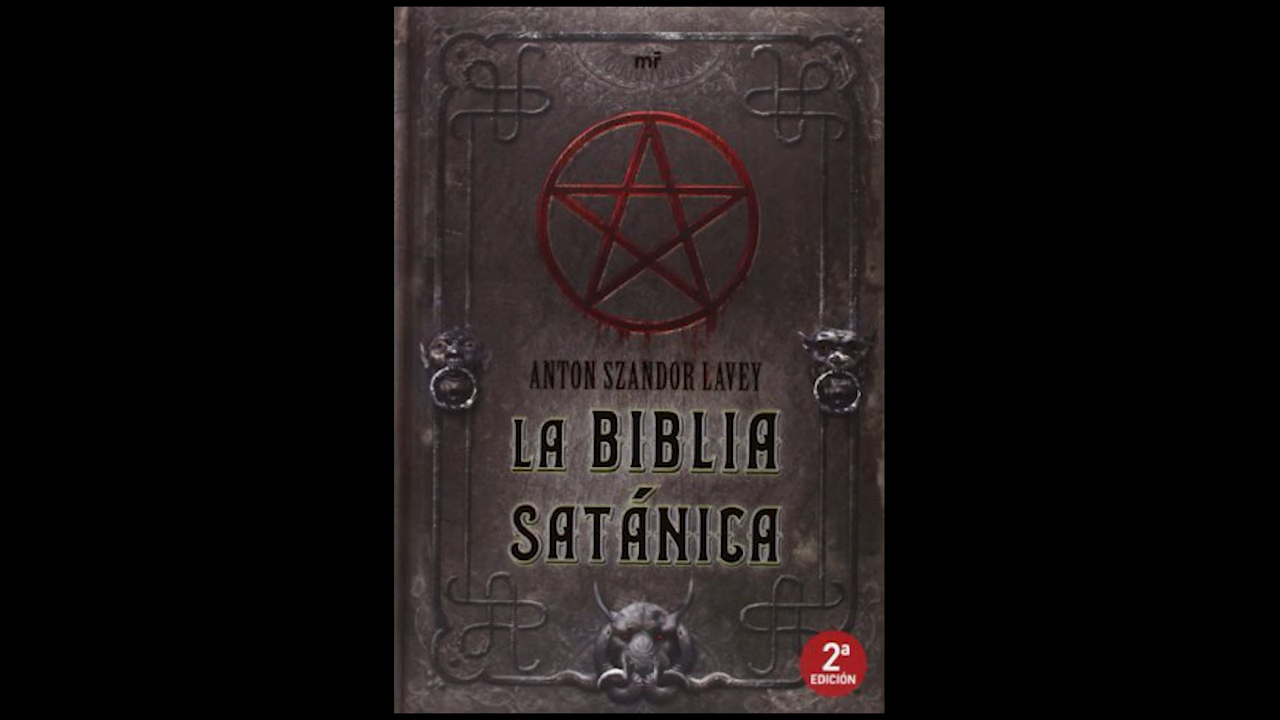 mr̄
ANTON SZANDOR LAVEY
LA BIBLIA
SATÁNICA
2ª
EDICIÓN